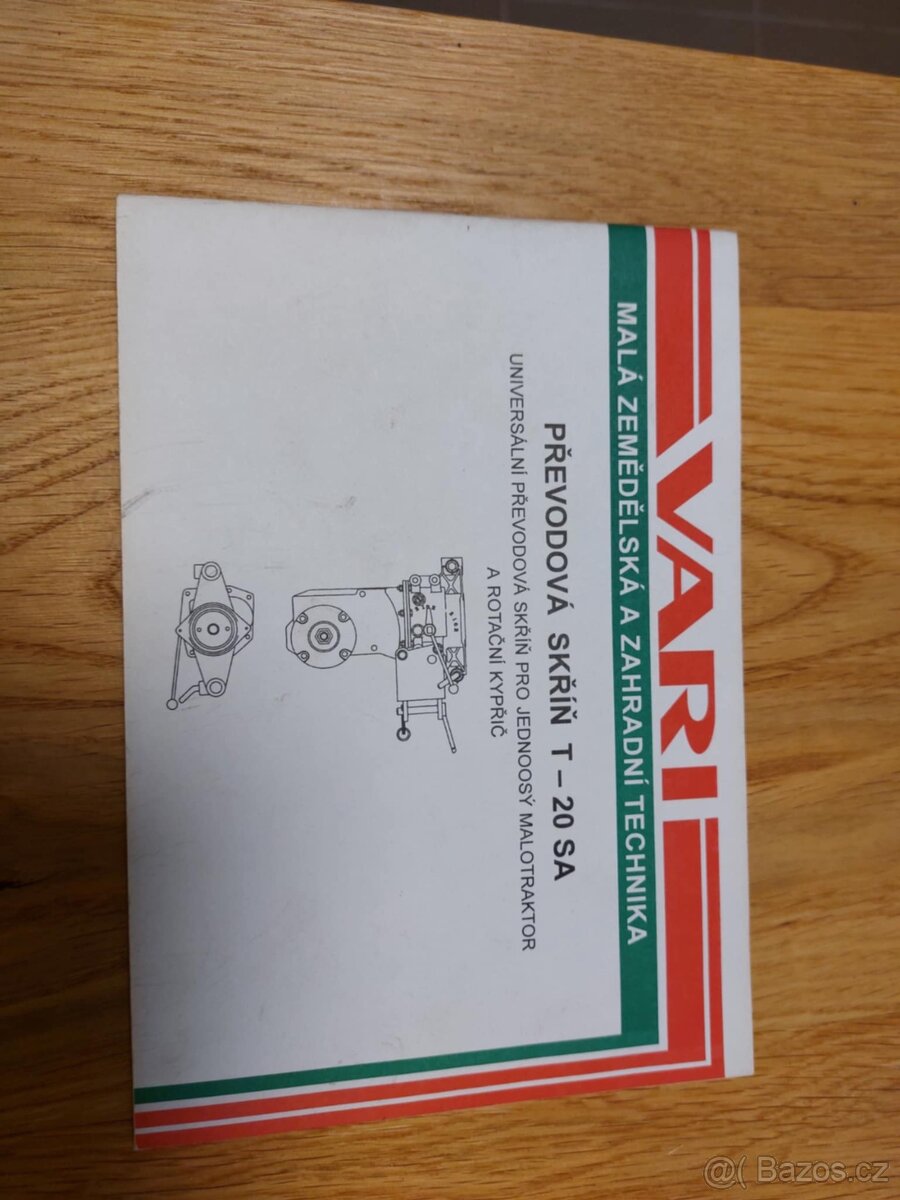 VARI
MALÁ ZEMĚDĚLSKÁ A ZAHRADNÍ TECHNIKA
PŘEVODOVÁ SKŘÍŇ T – 20 SA
UNIVERSÁLNÍ PŘEVODOVÁ SKŘÍŇ PRO JEDNOOSÝ MALOTRAKTOR
A ROTAČNÍ KYPŘIČ
@ Bazos.cz